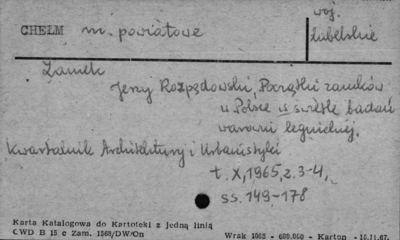 CHEŁM m. powiatowe
woj.
lubelskie
Zamek
Jerzy Rozpędowski, Początki zamków
w Polsce w świetle badań
warowni legnickiej.
Kwartalnik Architektury i Urbanistyki
t. X, 1965, z. 3-4,
ss. 149-178
Karta Katalogowa do Kartoteki z jedną linią
CWD B 15 c Zam. 1568/DW/On Wrak 1003 - 600.000 - Karton - 10.11.67.